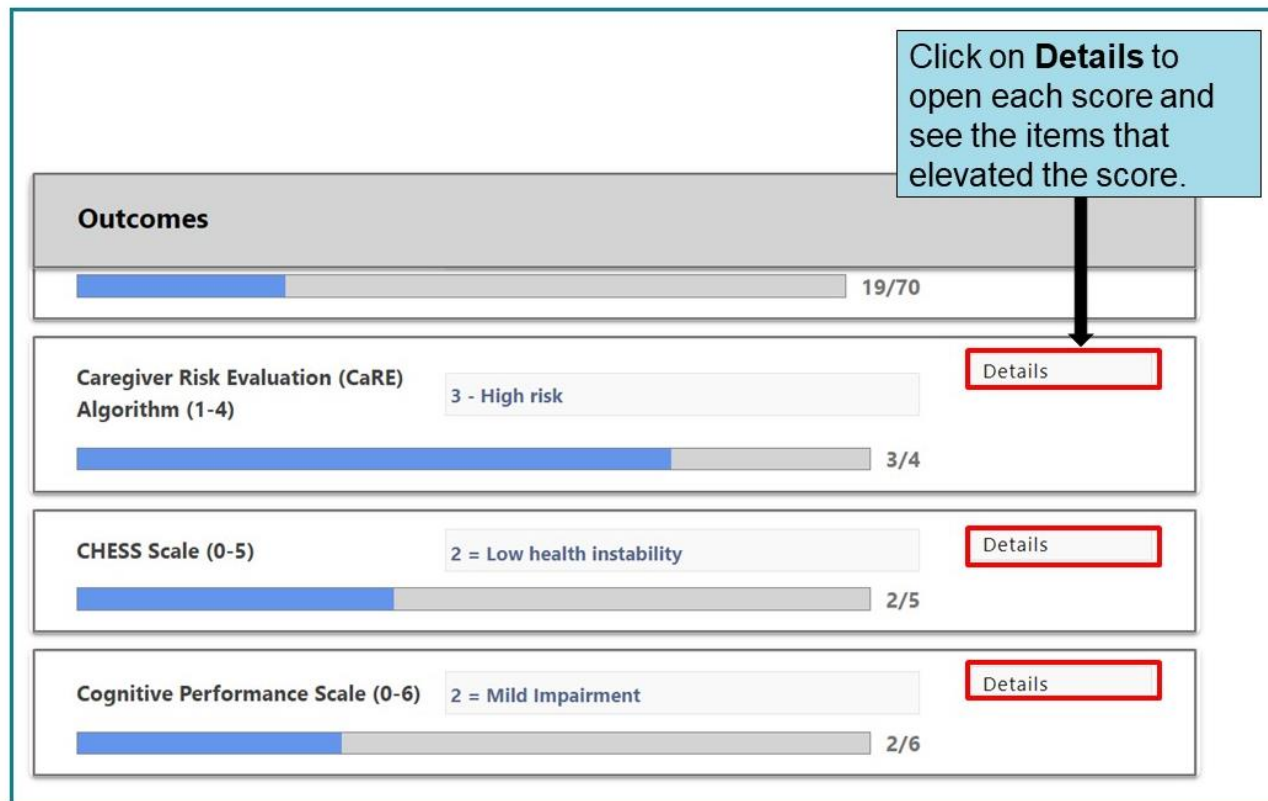 Click on Details to
open each score and
see the items that
elevated the score.
Outcomes
19/70
Caregiver Risk Evaluation (CaRE)
Algorithm (1-4)
3 - High risk
Details
3/4
CHESS Scale (0-5)
2 = Low health instability
Details
2/5
Cognitive Performance Scale (0-6)
2 = Mild Impairment
Details
2/6